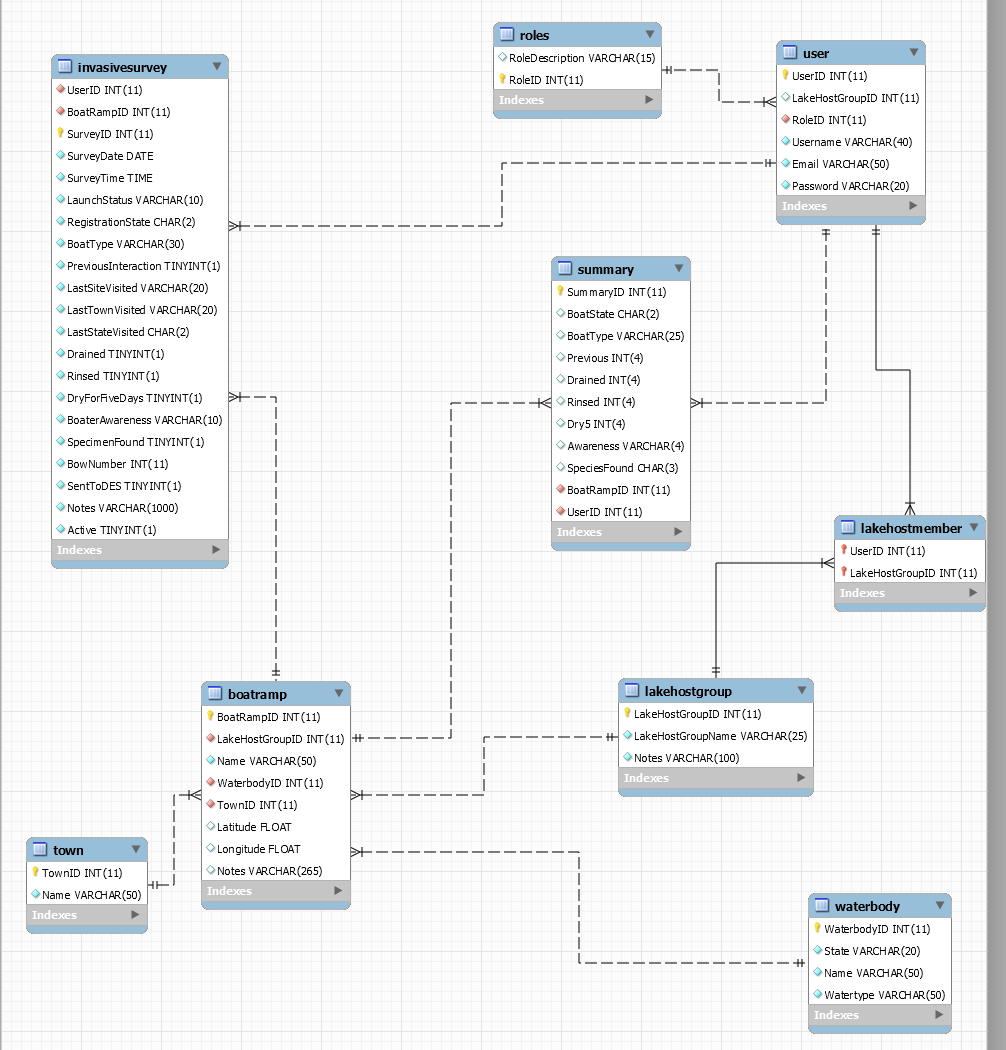 roles
RoleDescription VARCHAR(15)
RoleID INT(11)
Indexes
user
UserID INT(11)
LakeHostGroupID INT(11)
RoleID INT(11)
Username VARCHAR(40)
Email VARCHAR(50)
Password VARCHAR(20)
Indexes
invasivesurvey
UserID INT(11)
BoatRampID INT(11)
SurveyID INT(11)
SurveyDate DATE
SurveyTime TIME
LaunchStatus VARCHAR(10)
RegistrationState CHAR(2)
BoatType VARCHAR(30)
PreviousInteraction TINYINT(1)
LastSiteVisited VARCHAR(20)
LastTownVisited VARCHAR(20)
LastStateVisited CHAR(2)
Drained TINYINT(1)
Rinsed TINYINT(1)
DryForFiveDays TINYINT(1)
BoaterAwareness VARCHAR(10)
SpecimenFound TINYINT(1)
BowNumber INT(11)
SentToDES TINYINT(1)
Notes VARCHAR(1000)
Active TINYINT(1)
Indexes
summary
SummaryID INT(11)
BoatState CHAR(2)
BoatType VARCHAR(25)
Previous INT(4)
Drained INT(4)
Rinsed INT(4)
Dry5 INT(4)
Awareness VARCHAR(4)
SpeciesFound CHAR(3)
BoatRampID INT(11)
UserID INT(11)
Indexes
lakehostmember
UserID INT(11)
LakeHostGroupID INT(11)
Indexes
boatramp
BoatRampID INT(11)
LakeHostGroupID INT(11)
Name VARCHAR(50)
WaterbodyID INT(11)
TownID INT(11)
Latitude FLOAT
Longitude FLOAT
Notes VARCHAR(265)
Indexes
lakehostgroup
LakeHostGroupID INT(11)
LakeHostGroupName VARCHAR(25)
Notes VARCHAR(100)
Indexes
town
TownID INT(11)
Name VARCHAR(50)
Indexes
waterbody
WaterbodyID INT(11)
State VARCHAR(20)
Name VARCHAR(50)
Watertype VARCHAR(50)
Indexes